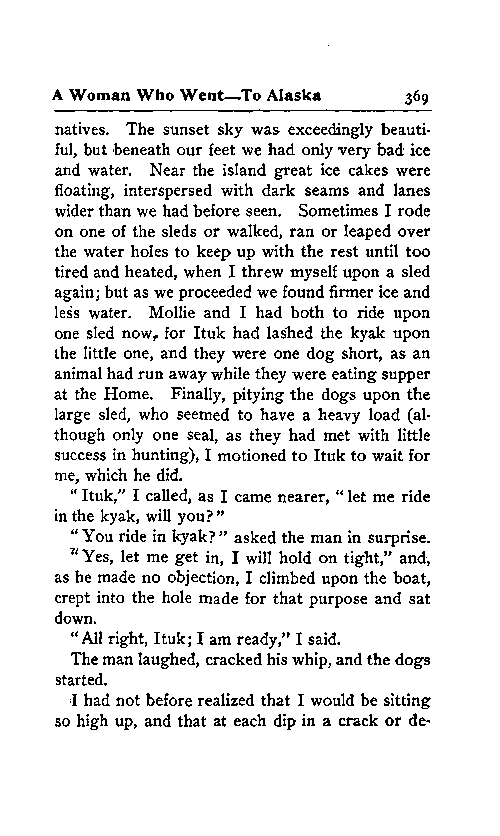 A Woman Who Went—To Alaska 369
natives. The sunset sky was exceedingly beauti-
ful, but beneath our feet we had only very bad ice
and water. Near the island great ice cakes were
floating, interspersed with dark seams and lanes
wider than we had before seen. Sometimes I rode
on one of the sleds or walked, ran or leaped over
the water holes to keep up with the rest until too
tired and heated, when I threw myself upon a sled
again; but as we proceeded we found firmer ice and
less water. Mollie and I had both to ride upon
one sled now, for Ituk had lashed the kyak upon
the little one, and they were one dog short, as an
animal had run away while they were eating supper
at the Home. Finally, pitying the dogs upon the
large sled, who seemed to have a heavy load (al-
though only one seal, as they had met with little
success in hunting), I motioned to Ituk to wait for
me, which he did.
"Ituk," I called, as I came nearer, "let me ride
in the kyak, will you?"
"You ride in kyak?" asked the man in surprise.
"Yes, let me get in, I will hold on tight," and,
as he made no objection, I climbed upon the boat,
crept into the hole made for that purpose and sat
down.
"All right, Ituk; I am ready," I said.
The man laughed, cracked his whip, and the dogs
started.
I had not before realized that I would be sitting
so high up, and that at each dip in a crack or de-